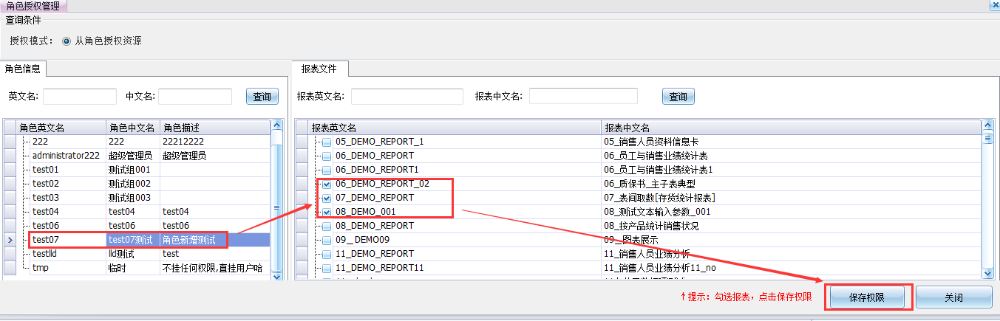 角色授权管理
查询条件
授权模式： 从角色授权资源
角色信息
报表文件
英文名: 中文名: 查询
报表英文名: 报表中文名: 查询
角色英文名 角色中文名 角色描述
222 222 22212222
administrator222 超级管理员 超级管理员
test01 测试组001
test02 测试组002
test03 测试组003
test04 test04 test04
test06 test06 test06
test07 test07测试 角色新增测试
testlld lld测试 test
tmp 临时 不挂任何权限,直挂用户哈
报表英文名 报表中文名
05_DEMO_REPORT_1 05_销售人员资料信息卡
06_DEMO_REPORT 06_员工与销售业绩统计表
06_DEMO_REPORT1 06_员工与销售业绩统计表1
06_DEMO_REPORT_02 06_质保书_主子表典型
07_DEMO_REPORT 07_表间取数[存货统计报表]
08_DEMO_001 08_测试文本输入参数_001
08_DEMO_REPORT 08_按产品统计销售状况
09__DEMO09 09__图表展示
11_DEMO_REPORT 11_销售人员业绩分析
11_DEMO_REPORT11 11_销售人员业绩分析11_no
↑提示：勾选报表，点击保存权限 保存权限 关闭